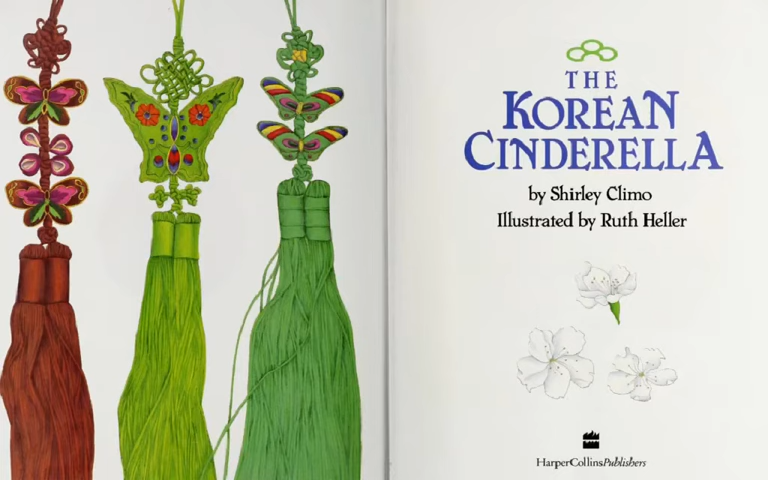 THE
KOREAN
CINDERELLA
by Shirley Climo
Illustrated by Ruth Heller
HarperCollinsPublishers